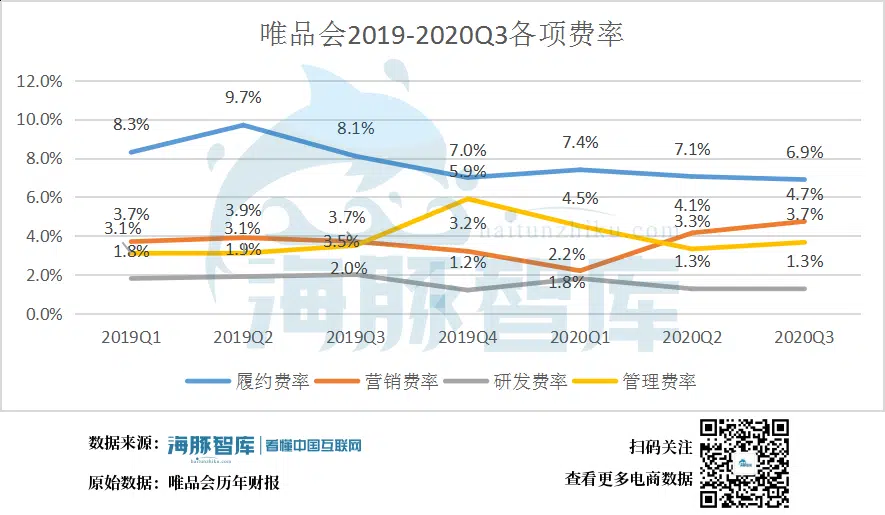 唯品会2019-2020Q3各项费率
12.0%
10.0%
8.0%
6.0%
4.0%
2.0%
0.0%
8.3% 9.7% 8.1% 7.0% 7.4% 7.1% 6.9%
3.7% 3.9% 3.7% 3.2% 2.2% 4.1% 4.7%
1.8% 1.9% 2.0% 1.2% 1.8% 1.3% 1.3%
3.1% 3.1% 3.5% 5.9% 4.5% 3.3% 3.7%
2019Q1 2019Q2 2019Q3 2019Q4 2020Q1 2020Q2 2020Q3
履约费率 营销费率 研发费率 管理费率
海豚智库
haitunzhiku.com
数据来源: 海豚智库 看懂中国互联网
haitunzhiku.com
原始数据: 唯品会历年财报
扫码关注
查看更多电商数据